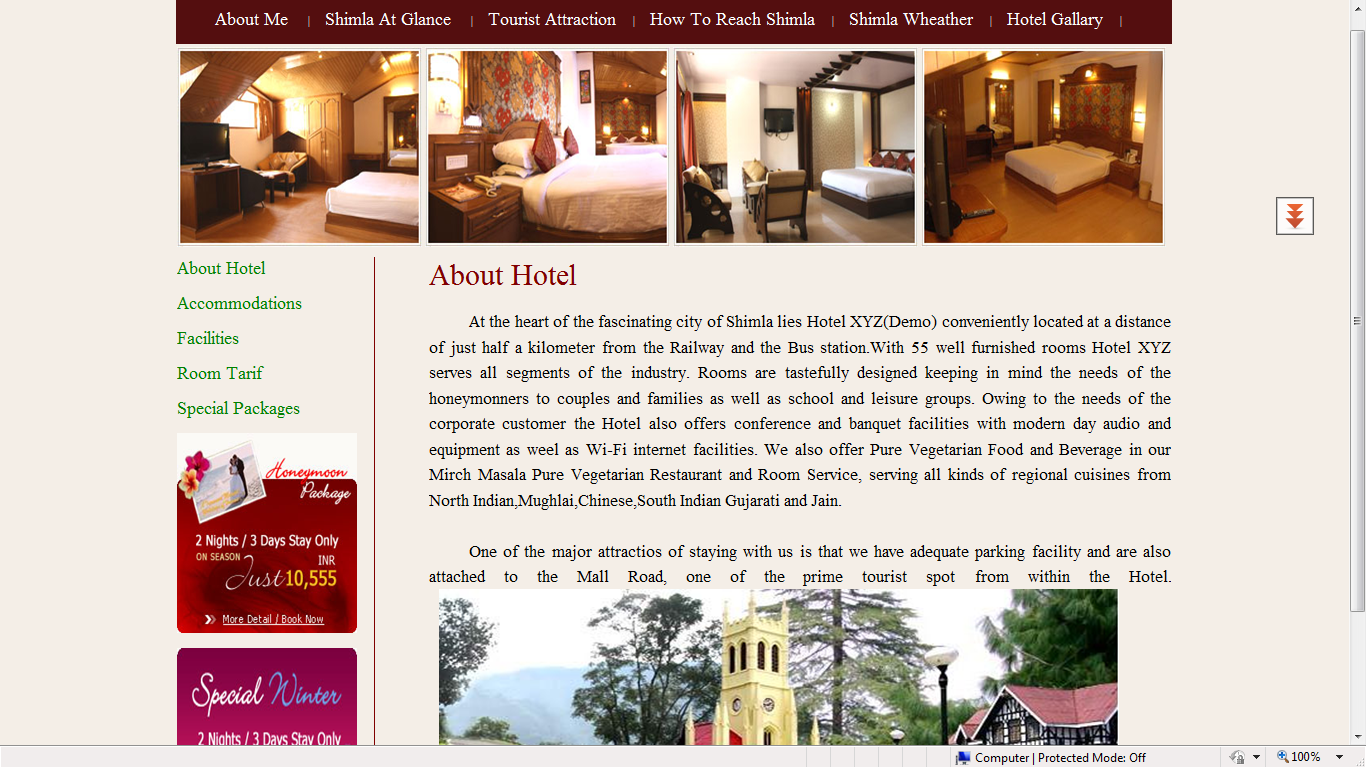 About Me | Shimla At Glance | Tourist Attraction | How To Reach Shimla | Shimla Wheather | Hotel Gallary |
About Hotel
Accommodations
Facilities
Room Tarif
Special Packages
Honeymoon
Package
2 Nights / 3 Days Stay Only
ON SEASON INR
Just 10,555
More Detail / Book Now
Special Winter
2 Nights / 3 Days Stay Only
About Hotel
At the heart of the fascinating city of Shimla lies Hotel XYZ(Demo) conveniently located at a distance
of just half a kilometer from the Railway and the Bus station.With 55 well furnished rooms Hotel XYZ
serves all segments of the industry. Rooms are tastefully designed keeping in mind the needs of the
honeymonners to couples and families as well as school and leisure groups. Owing to the needs of the
corporate customer the Hotel also offers conference and banquet facilities with modern day audio and
equipment as weel as Wi-Fi internet facilities. We also offer Pure Vegetarian Food and Beverage in our
Mirch Masala Pure Vegetarian Restaurant and Room Service, serving all kinds of regional cuisines from
North Indian,Mughlai,Chinese,South Indian Gujarati and Jain.
One of the major attractios of staying with us is that we have adequate parking facility and are also
attached to the Mall Road, one of the prime tourist spot from within the Hotel.
Computer | Protected Mode: Off
100%